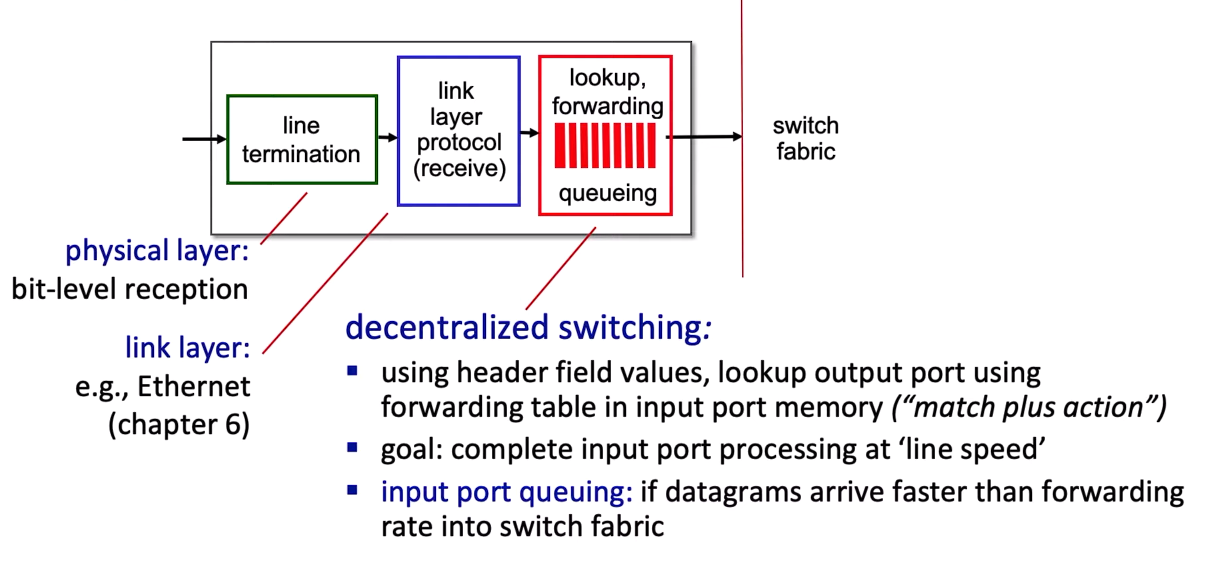 line
termination
link
layer
protocol
(receive)
lookup,
forwarding
queueing
switch
fabric
physical layer:
bit-level reception
link layer:
e.g., Ethernet
(chapter 6)
decentralized switching:
▪ using header field values, lookup output port using
forwarding table in input port memory (“match plus action”)
▪ goal: complete input port processing at ‘line speed’
▪ input port queuing: if datagrams arrive faster than forwarding
rate into switch fabric